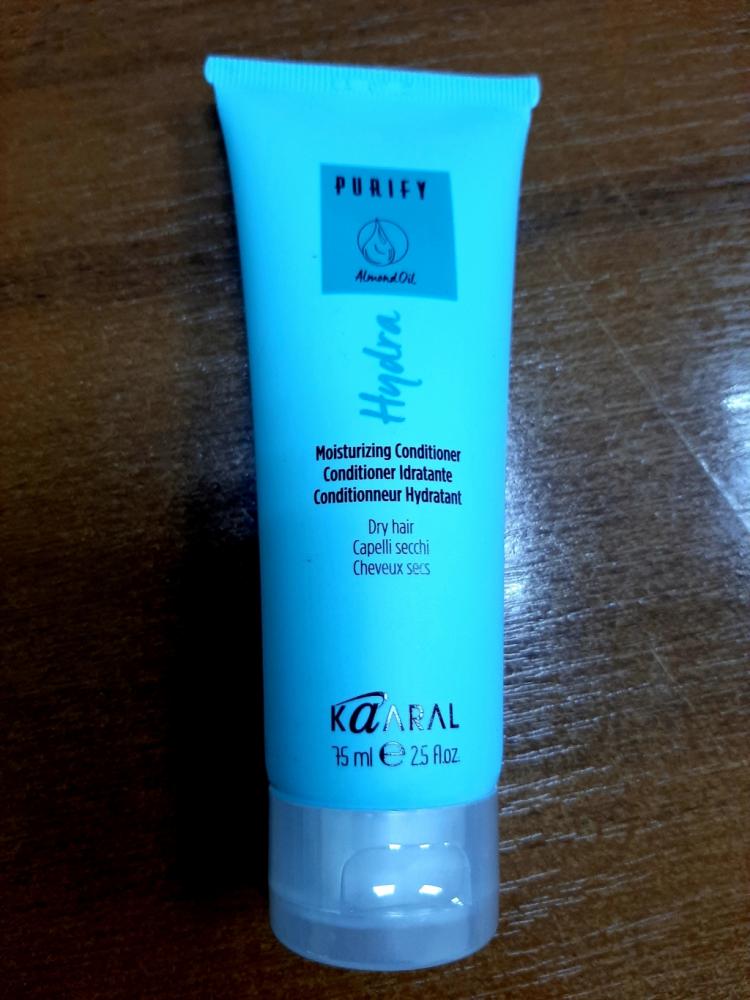 PURIFY
Almond Oil
Hydra
Moisturizing Conditioner
Conditioner Idratante
Conditionneur Hydratant
Dry hair
Capelli secchi
Cheveux secs
KAARAL
75 ml e 2.5 fl.oz.